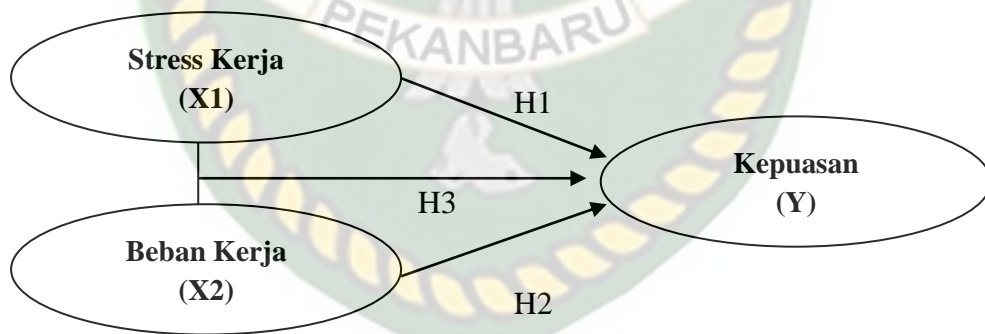 PEKANBARU
Stress Kerja
(X1)
H1
Kepuasan
(Y)
H3
Beban Kerja
(X2)
H2